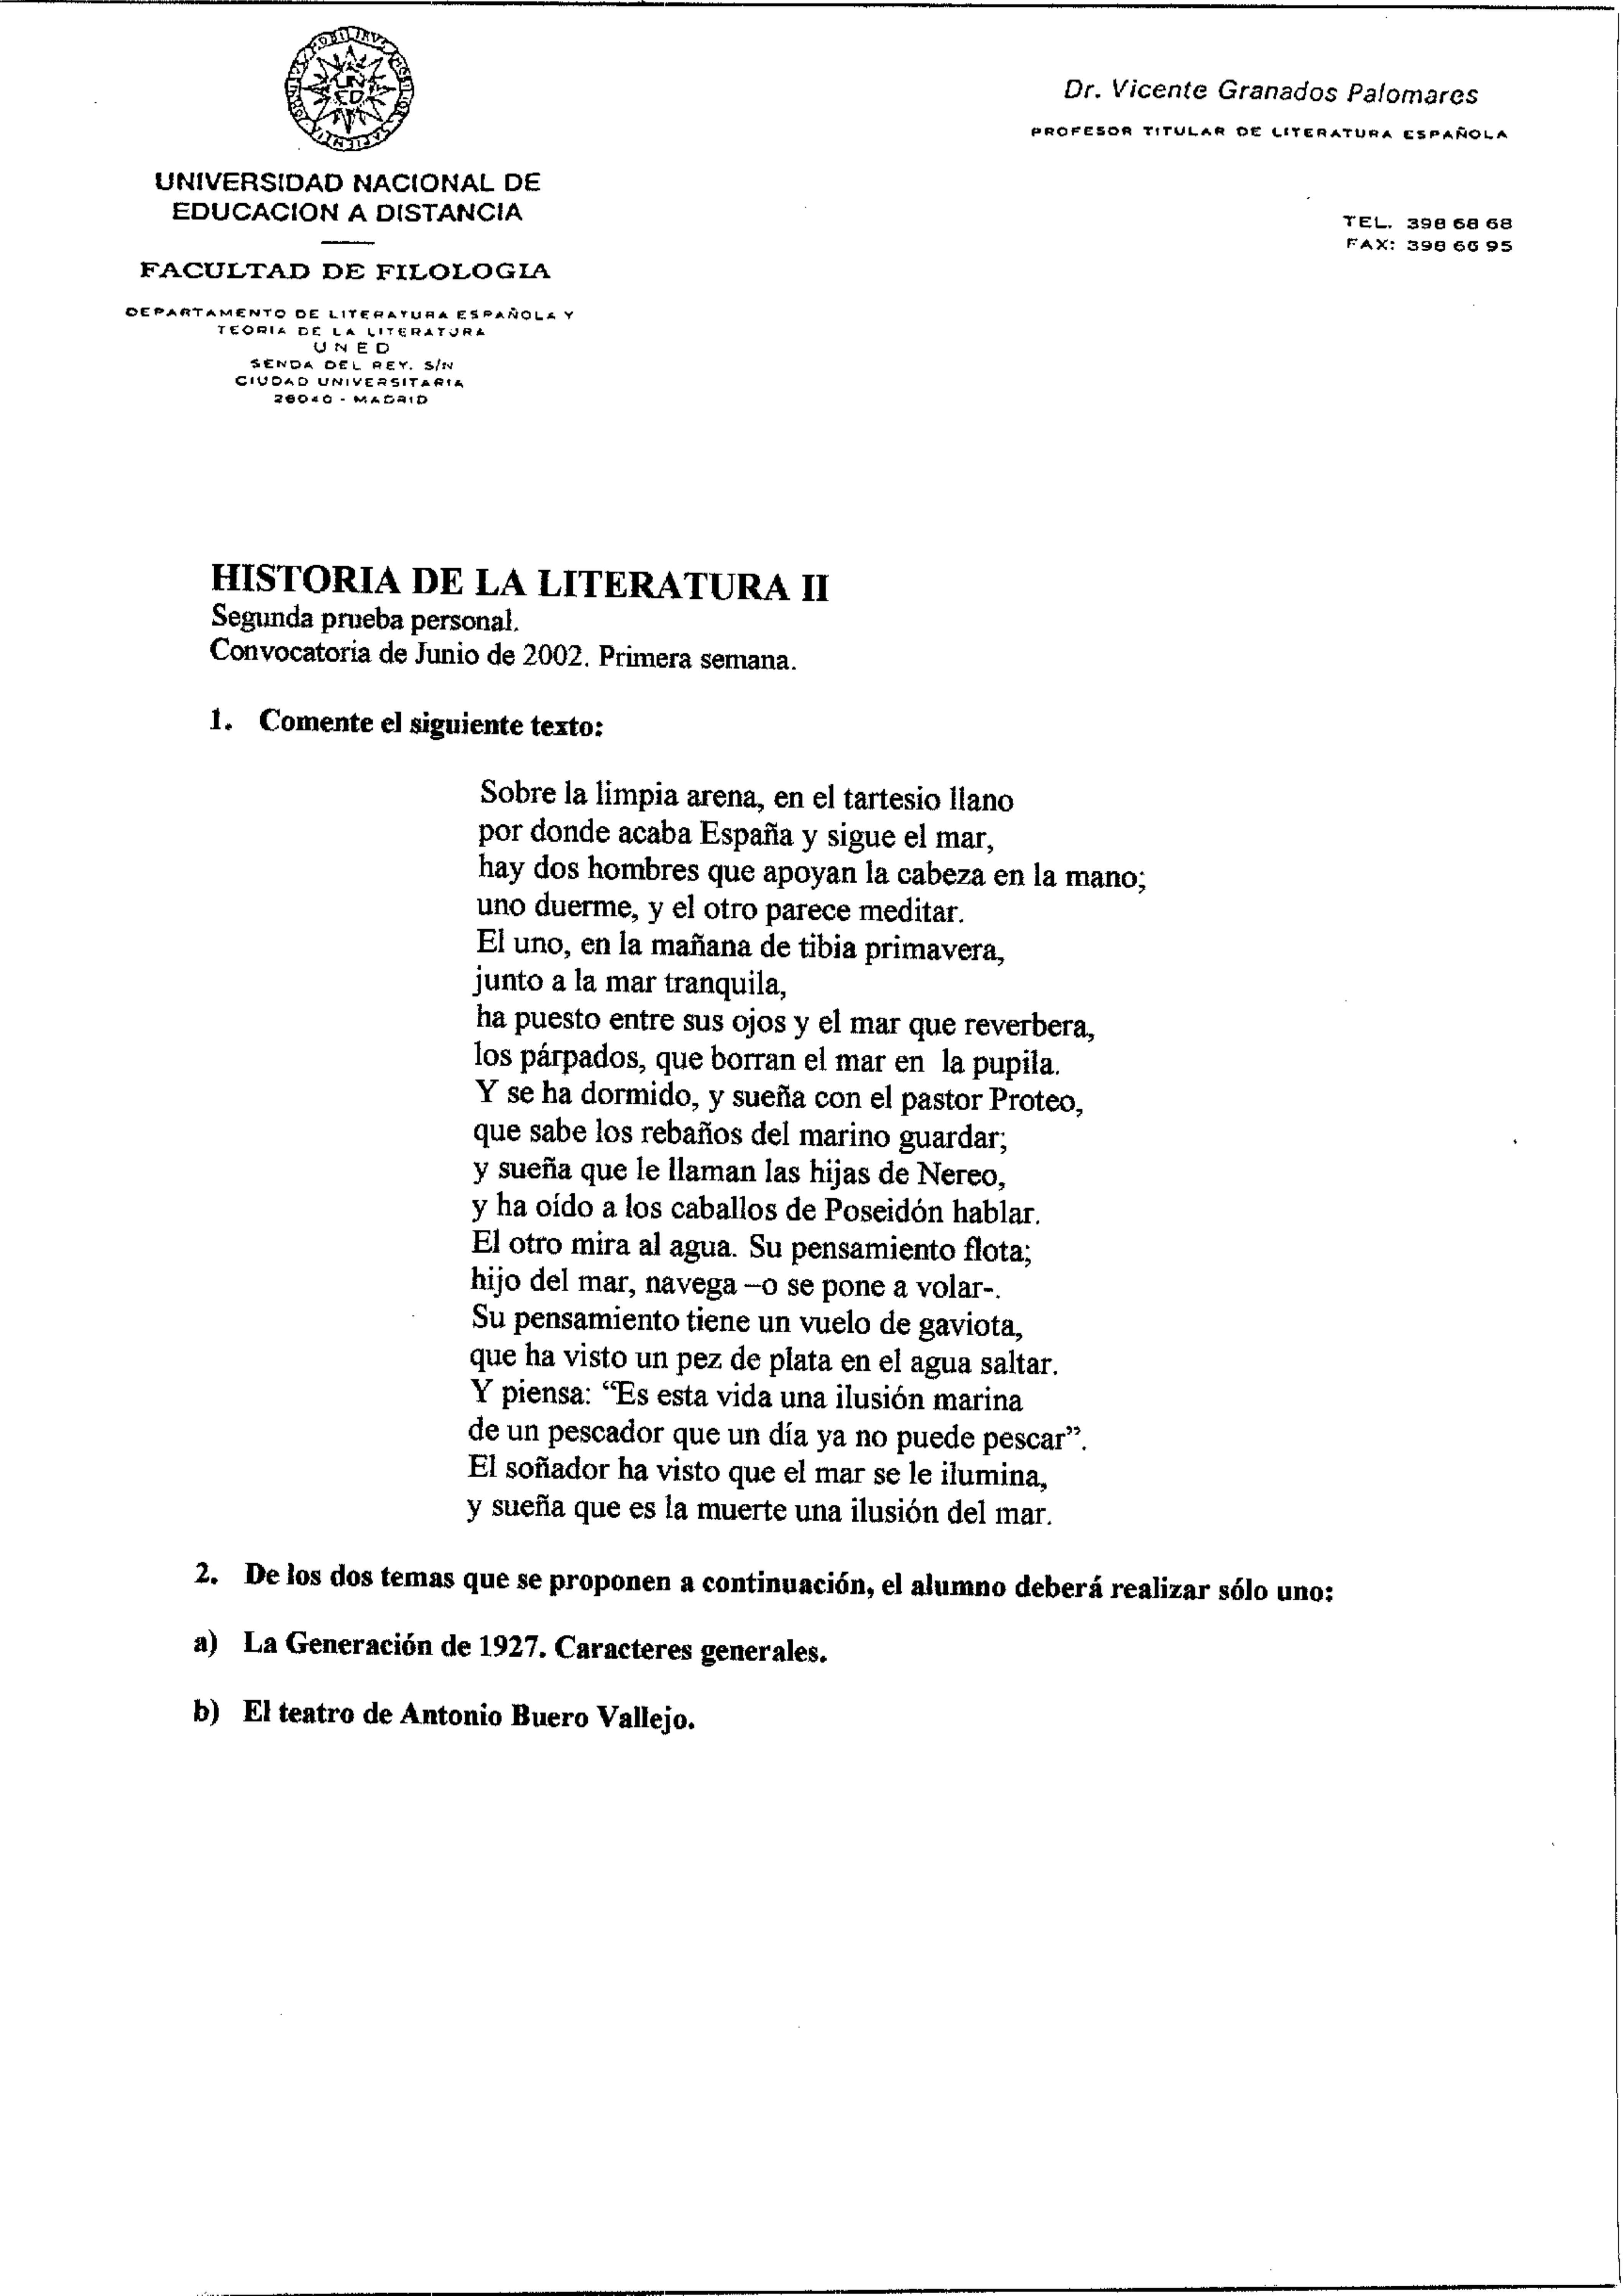 UNED
UNIVERSIDAD NACIONAL DE
EDUCACION A DISTANCIA
FACULTAD DE FILOLOGIA
DEPARTAMENTO DE LITERATURA ESPAÑOLA Y
TEORIA DE LA LITERATURA
UNED
SENDA DEL REY, S/N
CIUDAD UNIVERSITARIA
28040 - MADRID
Dr. Vicente Granados Palomares
PROFESOR TITULAR DE LITERATURA ESPAÑOLA
TEL. 398 68 68
FAX: 398 66 95
HISTORIA DE LA LITERATURA II
Segunda prueba personal.
Convocatoria de Junio de 2002. Primera semana.
1. Comente el siguiente texto:
Sobre la limpia arena, en el tartesio llano
por donde acaba España y sigue el mar,
hay dos hombres que apoyan la cabeza en la mano;
uno duerme, y el otro parece meditar.
El uno, en la mañana de tibia primavera,
junto a la mar tranquila,
ha puesto entre sus ojos y el mar que reverbera,
los párpados, que borran el mar en la pupila.
Y se ha dormido, y sueña con el pastor Proteo,
que sabe los rebaños del marino guardar;
y sueña que le llaman las hijas de Nereo,
y ha oído a los caballos de Poseidón hablar.
El otro mira al agua. Su pensamiento flota;
hijo del mar, navega –o se pone a volar-.
Su pensamiento tiene un vuelo de gaviota,
que ha visto un pez de plata en el agua saltar.
Y piensa: “Es esta vida una ilusión marina
de un pescador que un día ya no puede pescar”.
El soñador ha visto que el mar se le ilumina,
y sueña que es la muerte una ilusión del mar.
2. De los dos temas que se proponen a continuación, el alumno deberá realizar sólo uno:
a) La Generación de 1927. Caracteres generales.
b) El teatro de Antonio Buero Vallejo.